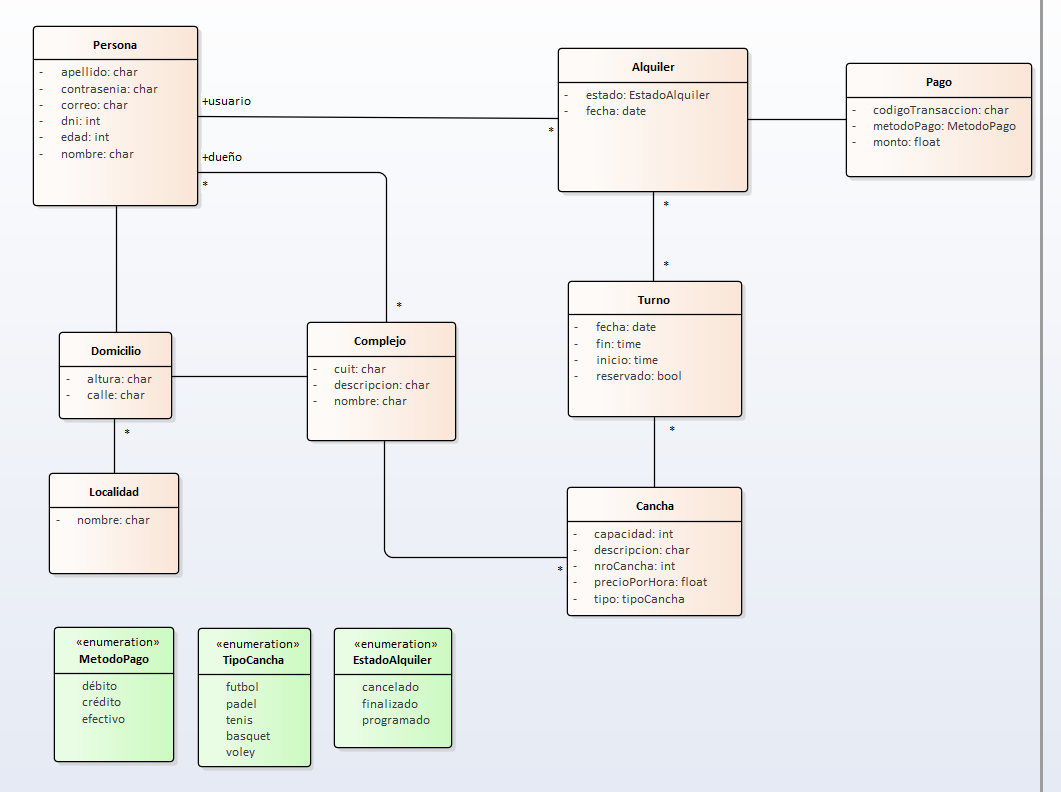 Persona
- apellido: char
- contrasenia: char
- correo: char
- dni: int
- edad: int
- nombre: char
+usuario
*
+dueño
*
*
Alquiler
- estado: EstadoAlquiler
- fecha: date
*
*
Pago
- codigoTransaccion: char
- metodoPago: MetodoPago
- monto: float
Turno
- fecha: date
- fin: time
- inicio: time
- reservado: bool
*
Domicilio
- altura: char
- calle: char
*
Complejo
- cuit: char
- descripcion: char
- nombre: char
Localidad
- nombre: char
*
Cancha
- capacidad: int
- descripcion: char
- nroCancha: int
- precioPorHora: float
- tipo: tipoCancha
«enumeration»
MetodoPago
débito
crédito
efectivo
«enumeration»
TipoCancha
futbol
padel
tenis
basquet
voley
«enumeration»
EstadoAlquiler
cancelado
finalizado
programado